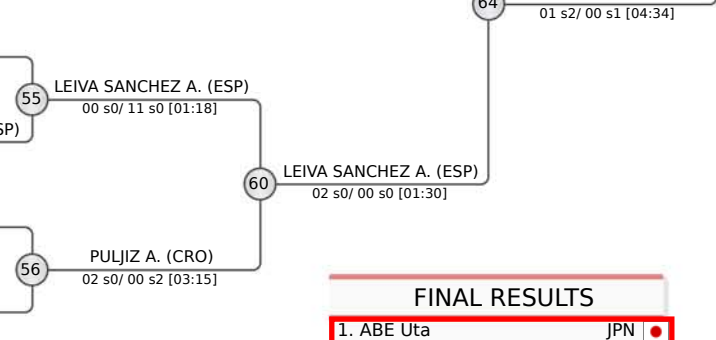 64
01 s2/ 00 s1 [04:34]
55
LEIVA SANCHEZ A. (ESP)
00 s0/ 11 s0 [01:18]
SP)
60
LEIVA SANCHEZ A. (ESP)
02 s0/ 00 s0 [01:30]
56
PULJIZ A. (CRO)
02 s0/ 00 s2 [03:15]
FINAL RESULTS
1. ABE Uta JPN